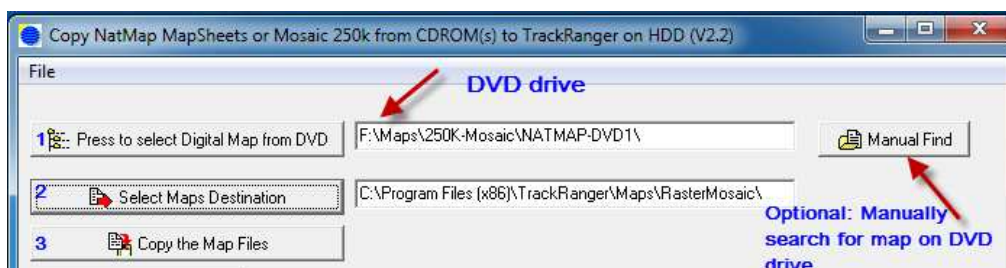 Copy NatMap MapSheets or Mosaic 250k from CDROM(s) to TrackRanger on HDD (V2.2)
File
DVD drive
1 Press to select Digital Map from DVD
F:\Maps\250K-Mosaic\NATMAP-DVD1\
Manual Find
2 Select Maps Destination
C:\Program Files (x86)\TrackRanger\Maps\RasterMosaic\
3 Copy the Map Files
Optional: Manually
search for map on DVD
drive